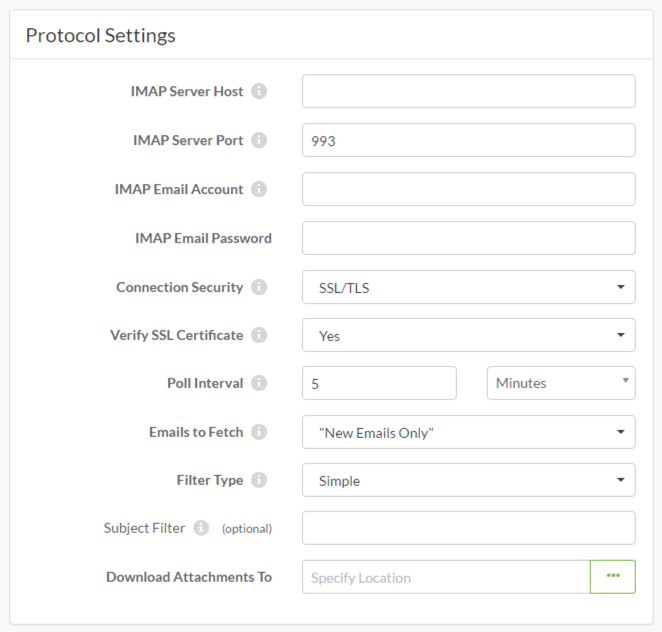 Protocol Settings
IMAP Server Host
IMAP Server Port 993
IMAP Email Account
IMAP Email Password
Connection Security SSL/TLS
Verify SSL Certificate Yes
Poll Interval 5 Minutes
Emails to Fetch "New Emails Only"
Filter Type Simple
Subject Filter (optional)
Download Attachments To Specify Location